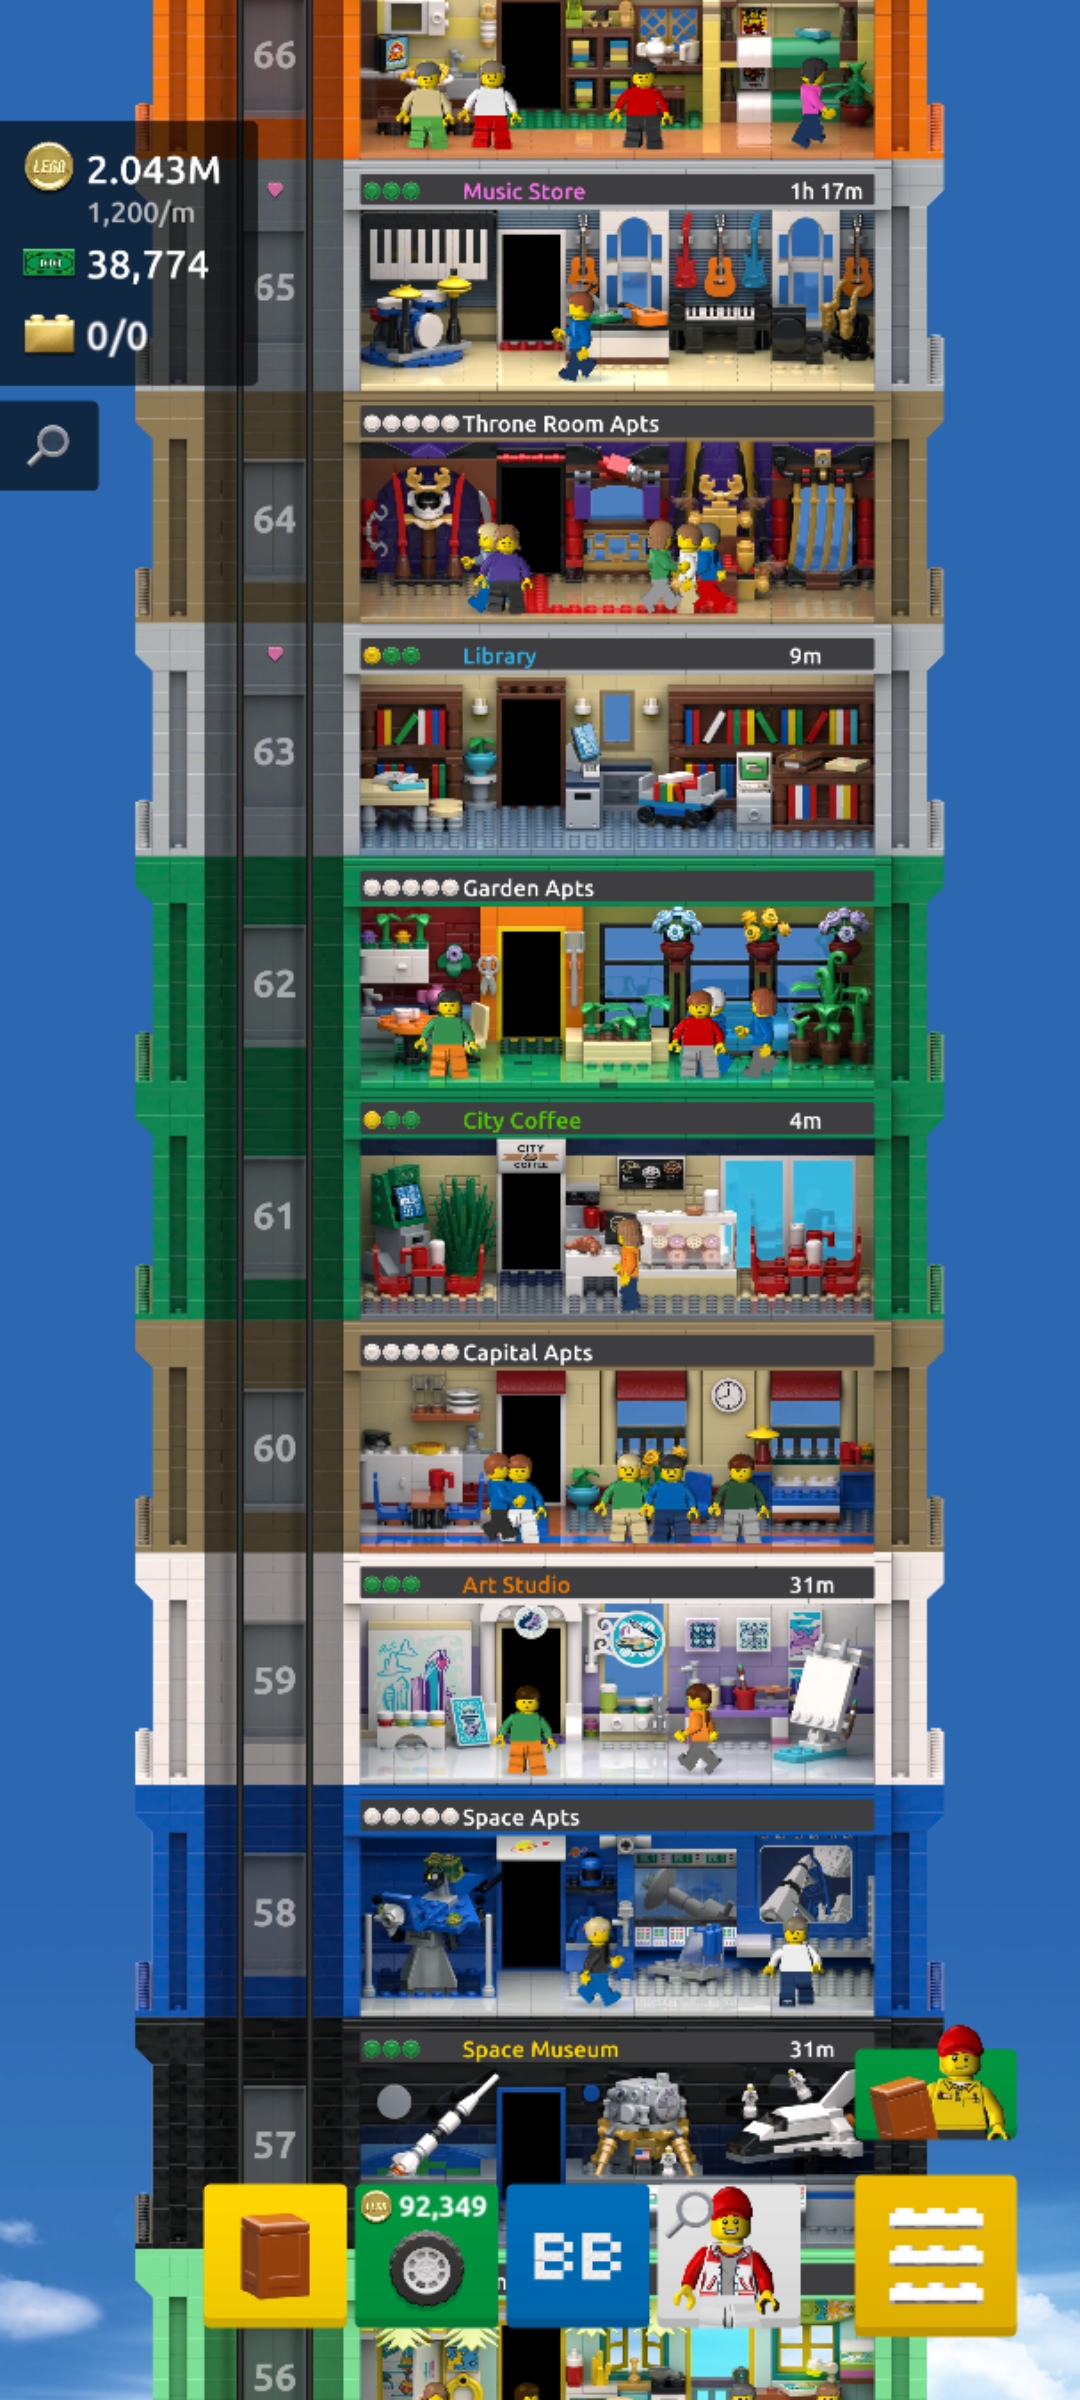 66
LEGO 2.043M
1,200/m
38,774
0/0
Music Store 1h 17m
65
Throne Room Apts
64
Library 9m
63
Garden Apts
62
City Coffee 4m
CITY
COFFEE
61
Capital Apts
60
Art Studio 31m
59
Space Apts
58
Space Museum 31m
57
92,349
BB
56